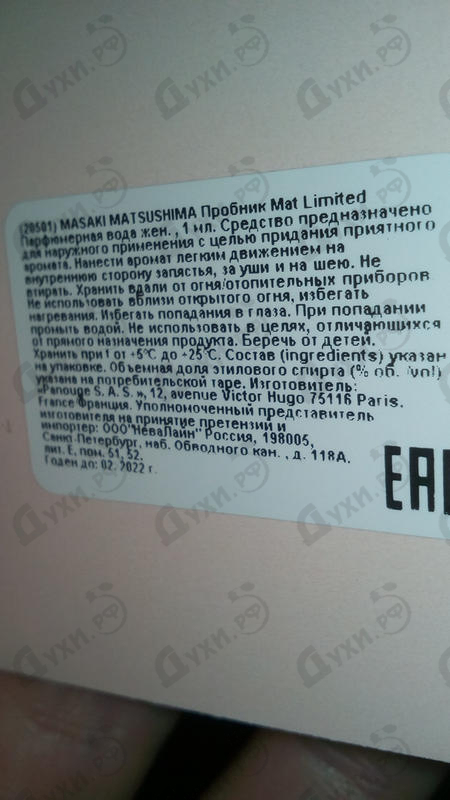 (20501) MASAKI MATSUSHIMA Пробник Mat Limited
Парфюмерная вода жен. , 1 мл. Средство предназначено
для наружного применения с целью придания приятного
аромата. Нанести аромат легким движением на
внутреннюю сторону запястья, за уши и на шею. Не
втирать. Хранить вдали от огня/отопительных приборов
Не использовать вблизи открытого огня, избегать
нагревания. Избегать попадания в глаза. При попадании
промыть водой. Не использовать в целях, отличающихся
от прямого назначения продукта. Беречь от детей.
Хранить при t от +5°C до +25°C. Состав (ingredients) указан
на упаковке. Объемная доля этилового спирта (% об. /vol)
указана на потребительской таре. Изготовитель:
«Panouge S. A. S.», 12, avenue Victor Hugo 75116 Paris.
France Франция. Уполномоченный представитель
изготовителя на принятие претензий и
импортер: ООО"НеваЛайн" Россия, 198005,
Санкт-Петербург, наб. Обводного кан. , д. 118А.
лит. Е, пом. 51, 52.
Годен до: 02. 2022 г.
EAC
Духи.рф